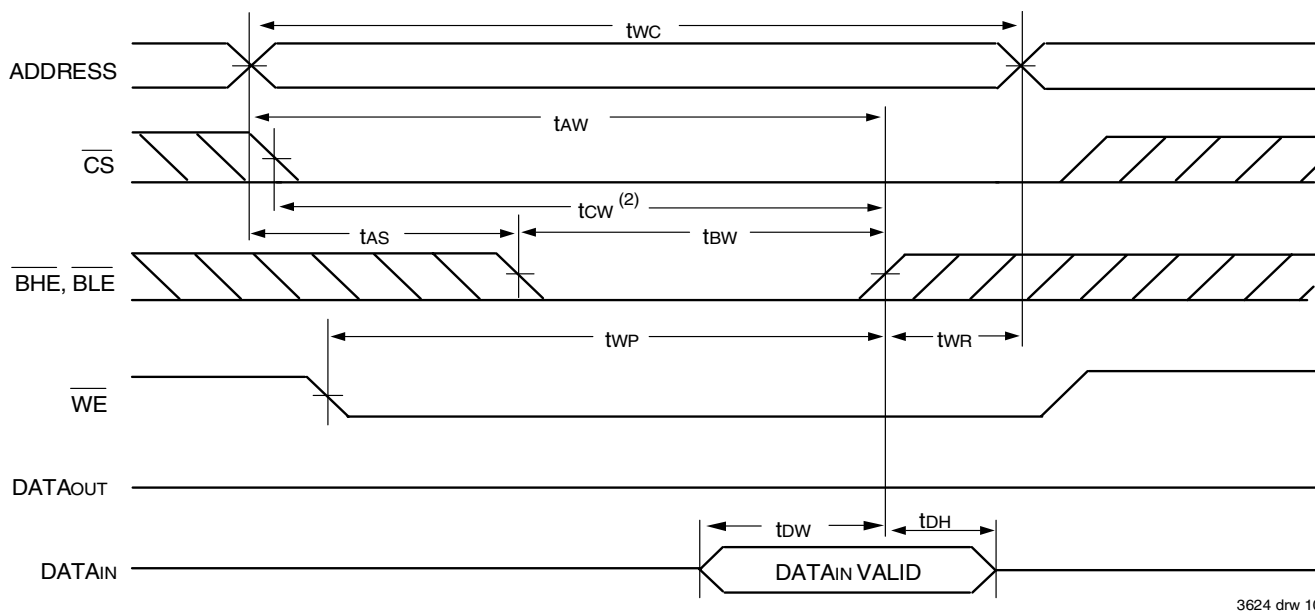 tWC
ADDRESS
tAW
CS
tCW (2)
tAS
tBW
BHE, BLE
tWP
tWR
WE
DATAOUT
tDW
tDH
DATAIN
DATAIN VALID
3624 drw 10